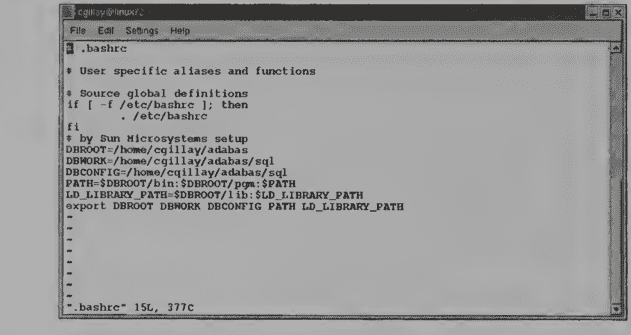 cgillay@linux72
File Edit Settings Help
# .bashrc
# User specific aliases and functions
# Source global definitions
if [ -f /etc/bashrc ]; then
. /etc/bashrc
fi
# by Sun Microsystems setup
DBROOT=/home/cgillay/adabas
DBWORK=/home/cgillay/adabas/sql
DBCONFIG=/home/cgillay/adabas/sql
PATH=$DBROOT/bin:$DBROOT/pgm:$PATH
LD_LIBRARY_PATH=$DBROOT/lib:$LD_LIBRARY_PATH
export DBROOT DBWORK DBCONFIG PATH LD_LIBRARY_PATH
~
~
~
~
~
~
~
".bashrc" 15L, 377C